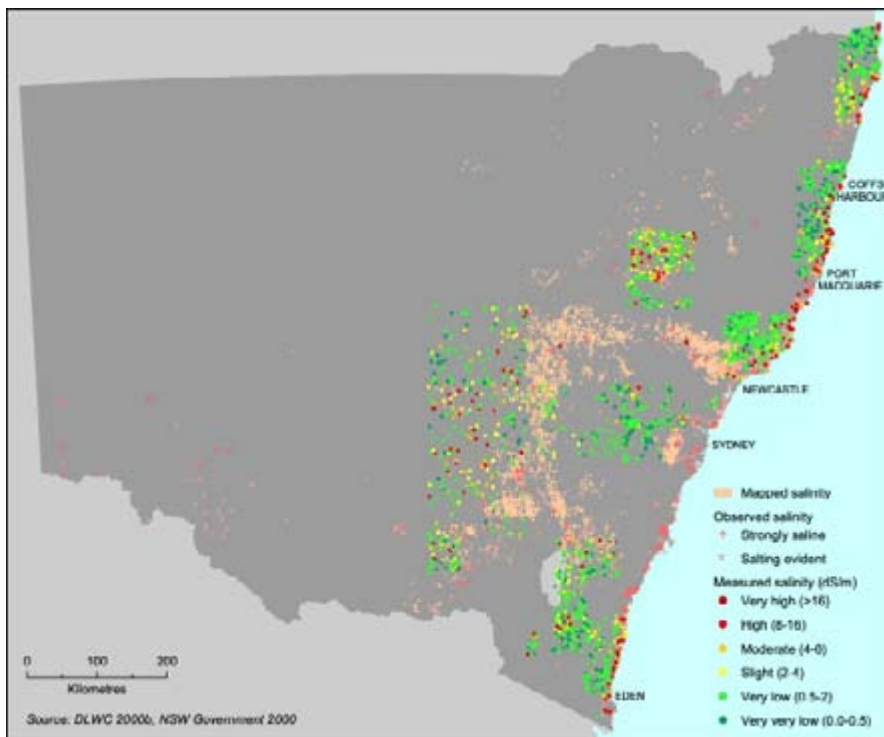 COFFS
HARBOUR
PORT
MACQUARIE
NEWCASTLE
SYDNEY
Mapped salinity
Observed salinity
Strongly saline
Salting evident
Measured salinity (dS/m)
Very high (>16)
High (8-16)
Moderate (4-8)
Slight (2-4)
Very low (0.5-2)
Very very low (0.0-0.5)
0 100 200
Kilometres
EDEN
Source: DLWC 2000b, NSW Government 2000